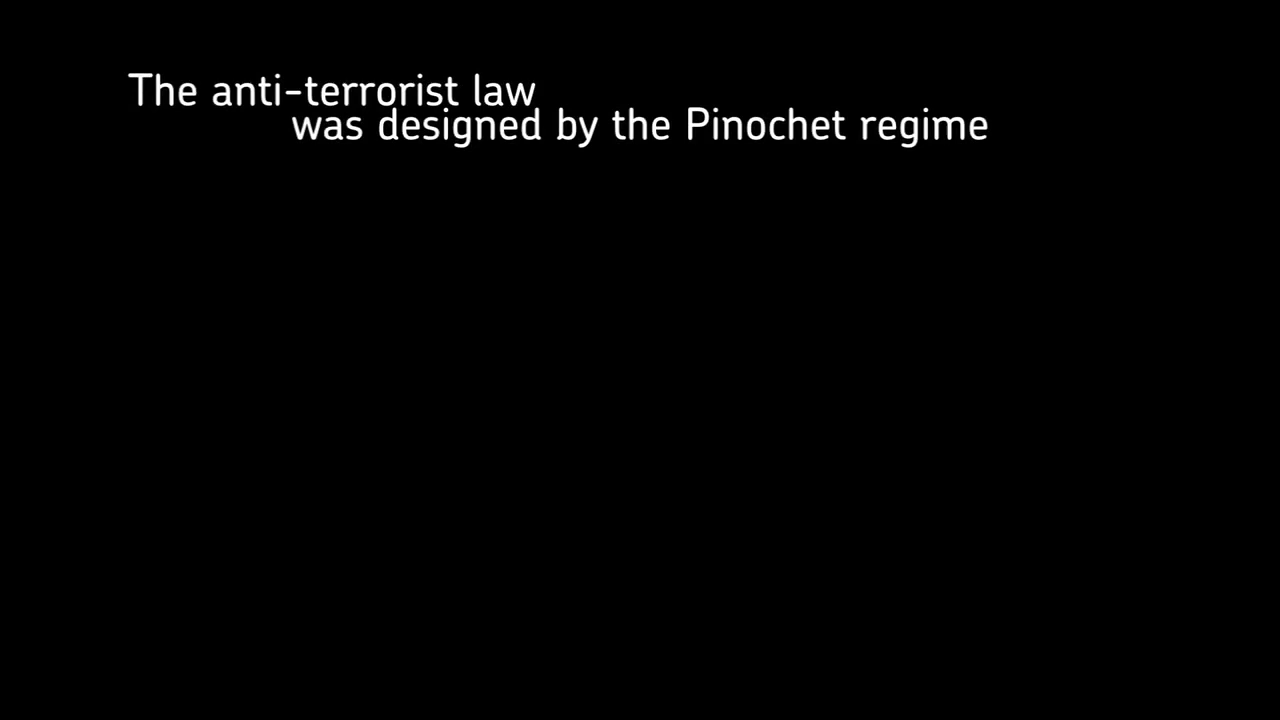 The anti-terrorist law
was designed by the Pinochet regime